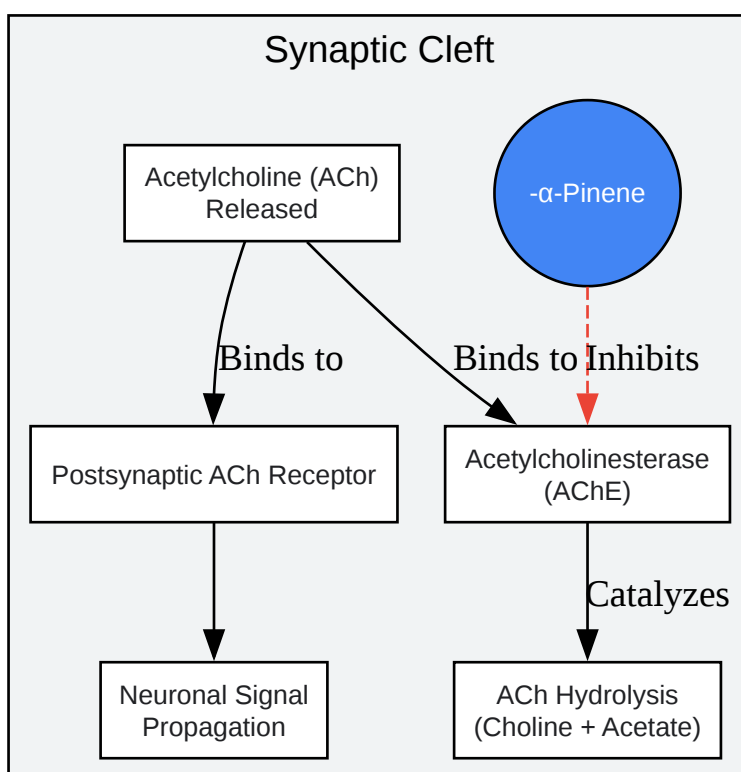 Synaptic Cleft
Acetylcholine (ACh)
Released
-α-Pinene
Binds to
Binds to
Inhibits
Postsynaptic ACh Receptor
Acetylcholinesterase
(AChE)
Catalyzes
Neuronal Signal
Propagation
ACh Hydrolysis
(Choline + Acetate)